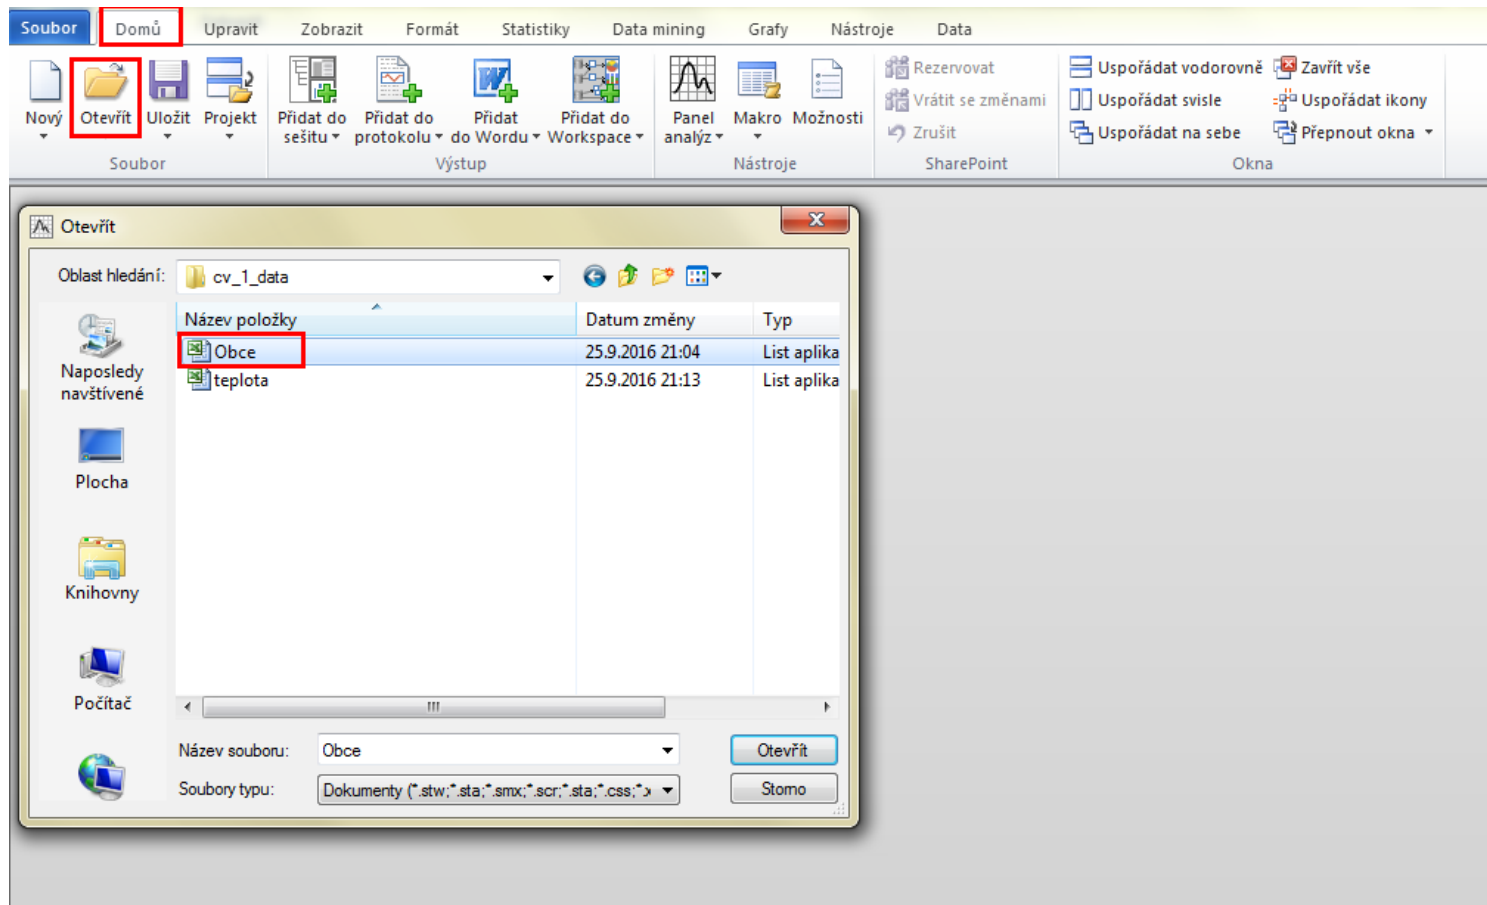 Soubor Domů Upravit Zobrazit Formát Statistiky Data mining Grafy Nástroje Data
Nový Otevřít Uložit Projekt
Přidat do sešitu
Přidat do protokolu
Přidat do Wordu
Přidat do Workspace
Panel analýz
Makro Možnosti
Rezervovat
Vrátit se změnami
Zrušit
Uspořádat vodorovně
Uspořádat svisle
Uspořádat na sebe
Zavřít vše
Uspořádat ikony
Přepnout okna
Soubor Výstup Nástroje SharePoint Okna
Otevřít
x
Oblast hledání: cv_1_data
Název položky Datum změny Typ
Obce 25.9.2016 21:04 List aplika
teplota 25.9.2016 21:13 List aplika
Naposledy
navštívené
Plocha
Knihovny
Počítač
Název souboru: Obce Otevřít
Soubory typu: Dokumenty (*.stw;*.sta;*.smx;*.scr;*.sta;*.css;*.x Storno